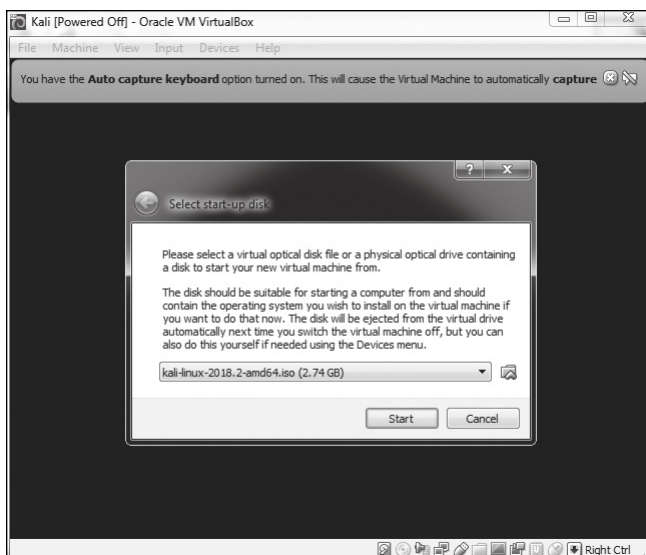 Kali [Powered Off] - Oracle VM VirtualBox
File Machine View Input Devices Help
You have the Auto capture keyboard option turned on. This will cause the Virtual Machine to automatically capture
Select start-up disk
Please select a virtual optical disk file or a physical optical drive containing
a disk to start your new virtual machine from.
The disk should be suitable for starting a computer from and should
contain the operating system you wish to install on the virtual machine if
you want to do that now. The disk will be ejected from the virtual drive
automatically next time you switch the virtual machine off, but you can
also do this yourself if needed using the Devices menu.
kali-linux-2018.2-amd64.iso (2.74 GB)
Start Cancel
Right Ctrl